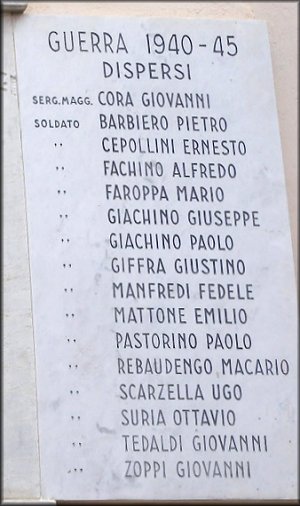 GUERRA 1940-45
DISPERSI
SERG. MAGG. CORA GIOVANNI
SOLDATO BARBIERO PIETRO
,, CEPOLLINI ERNESTO
,, FACHINO ALFREDO
,, FAROPPA MARIO
,, GIACHINO GIUSEPPE
,, GIACHINO PAOLO
,, GIFFRA GIUSTINO
,, MANFREDI FEDELE
,, MATTONE EMILIO
,, PASTORINO PAOLO
,, REBAUDENGO MACARIO
,, SCARZELLA UGO
,, SURIA OTTAVIO
,, TEDALDI GIOVANNI
,, ZOPPI GIOVANNI